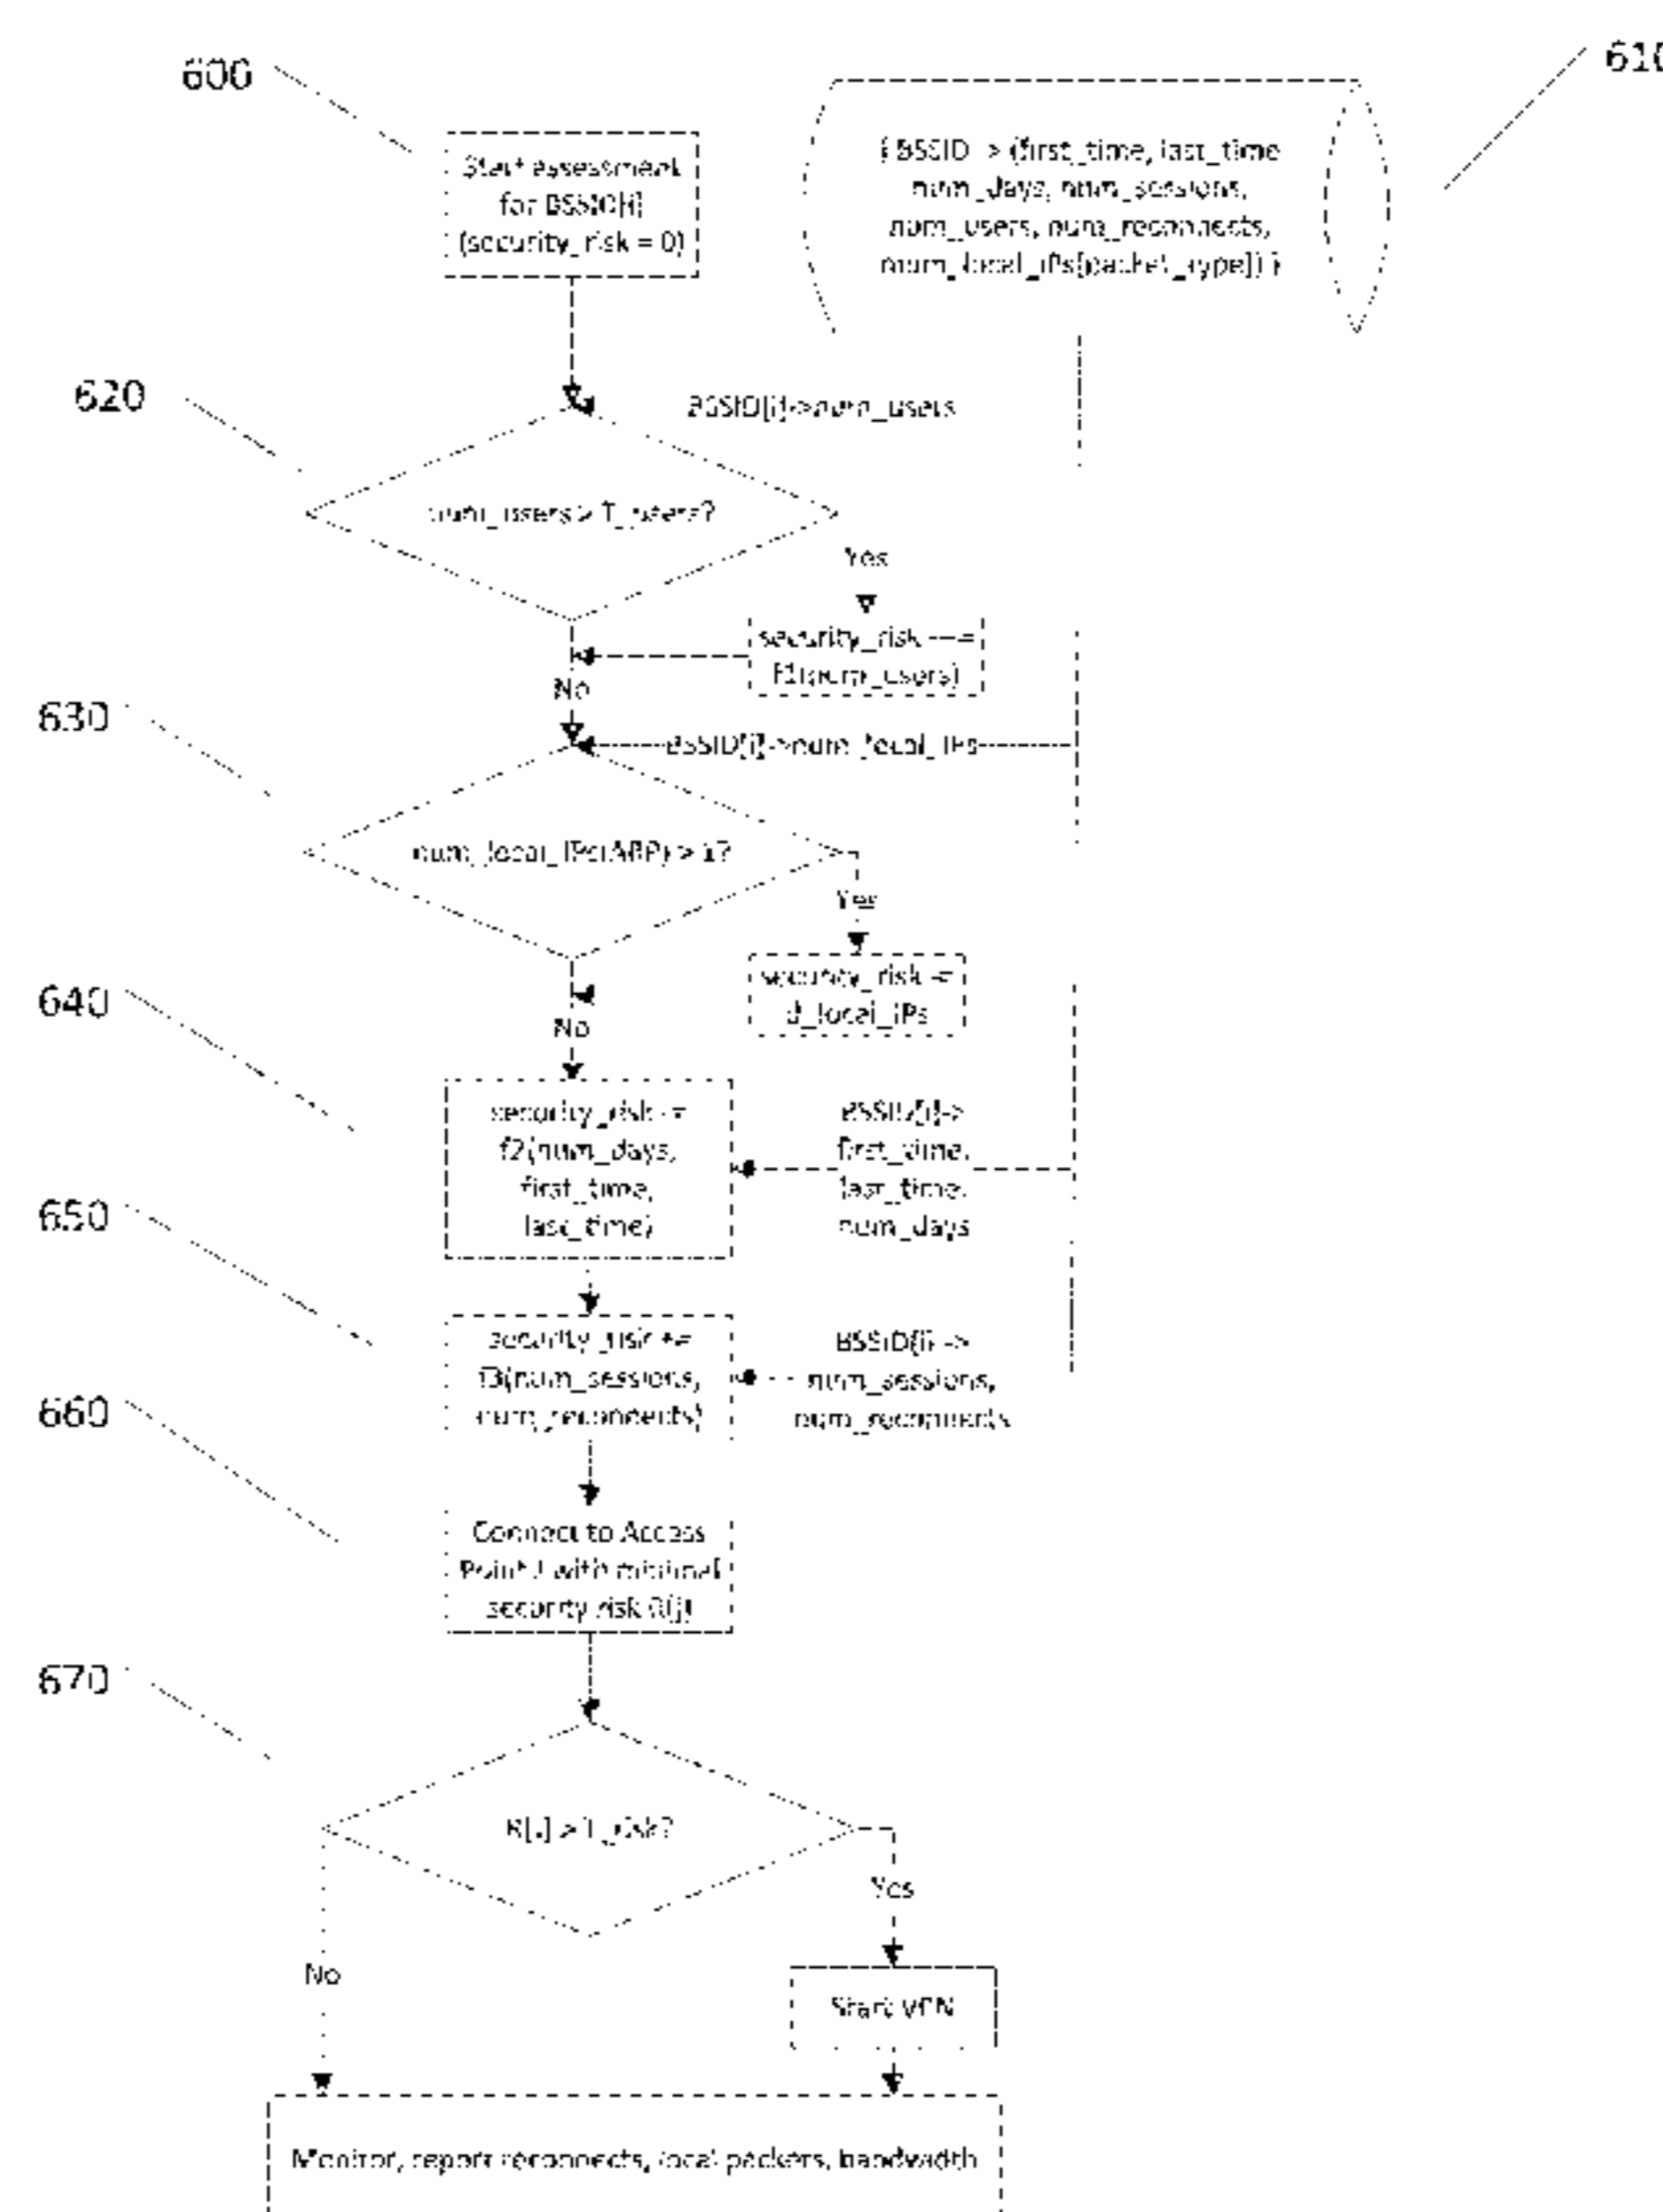 600
610
Start assessment
for BSSID[i]
(security_risk = 0)
{ BSSID -> (first_time, last_time
num_days, num_sessions,
num_users, num_reconnects,
num_local_IPs[packet_type]) }
620
BSSID[i]->num_users
num_users > T_users?
Yes
security_risk
f1(num_users)
No
630
BSSID[i]->num_local_IPs
num_local_IPs(ARP) > 1?
Yes
security_risk
d_local_IPs
No
640
security_risk
f2(num_days,
first_time,
last_time)
BSSID[i]->
first_time,
last_time,
num_days
650
security_risk +=
f3(num_sessions,
num_reconnects)
BSSID[i] ->
num_sessions,
num_reconnects
660
Connect to Access
Point J with minimal
security risk R[j]
670
R[j] > T_risk?
Yes
No
Start VPN
Monitor, report reconnects, local packets, bandwidth